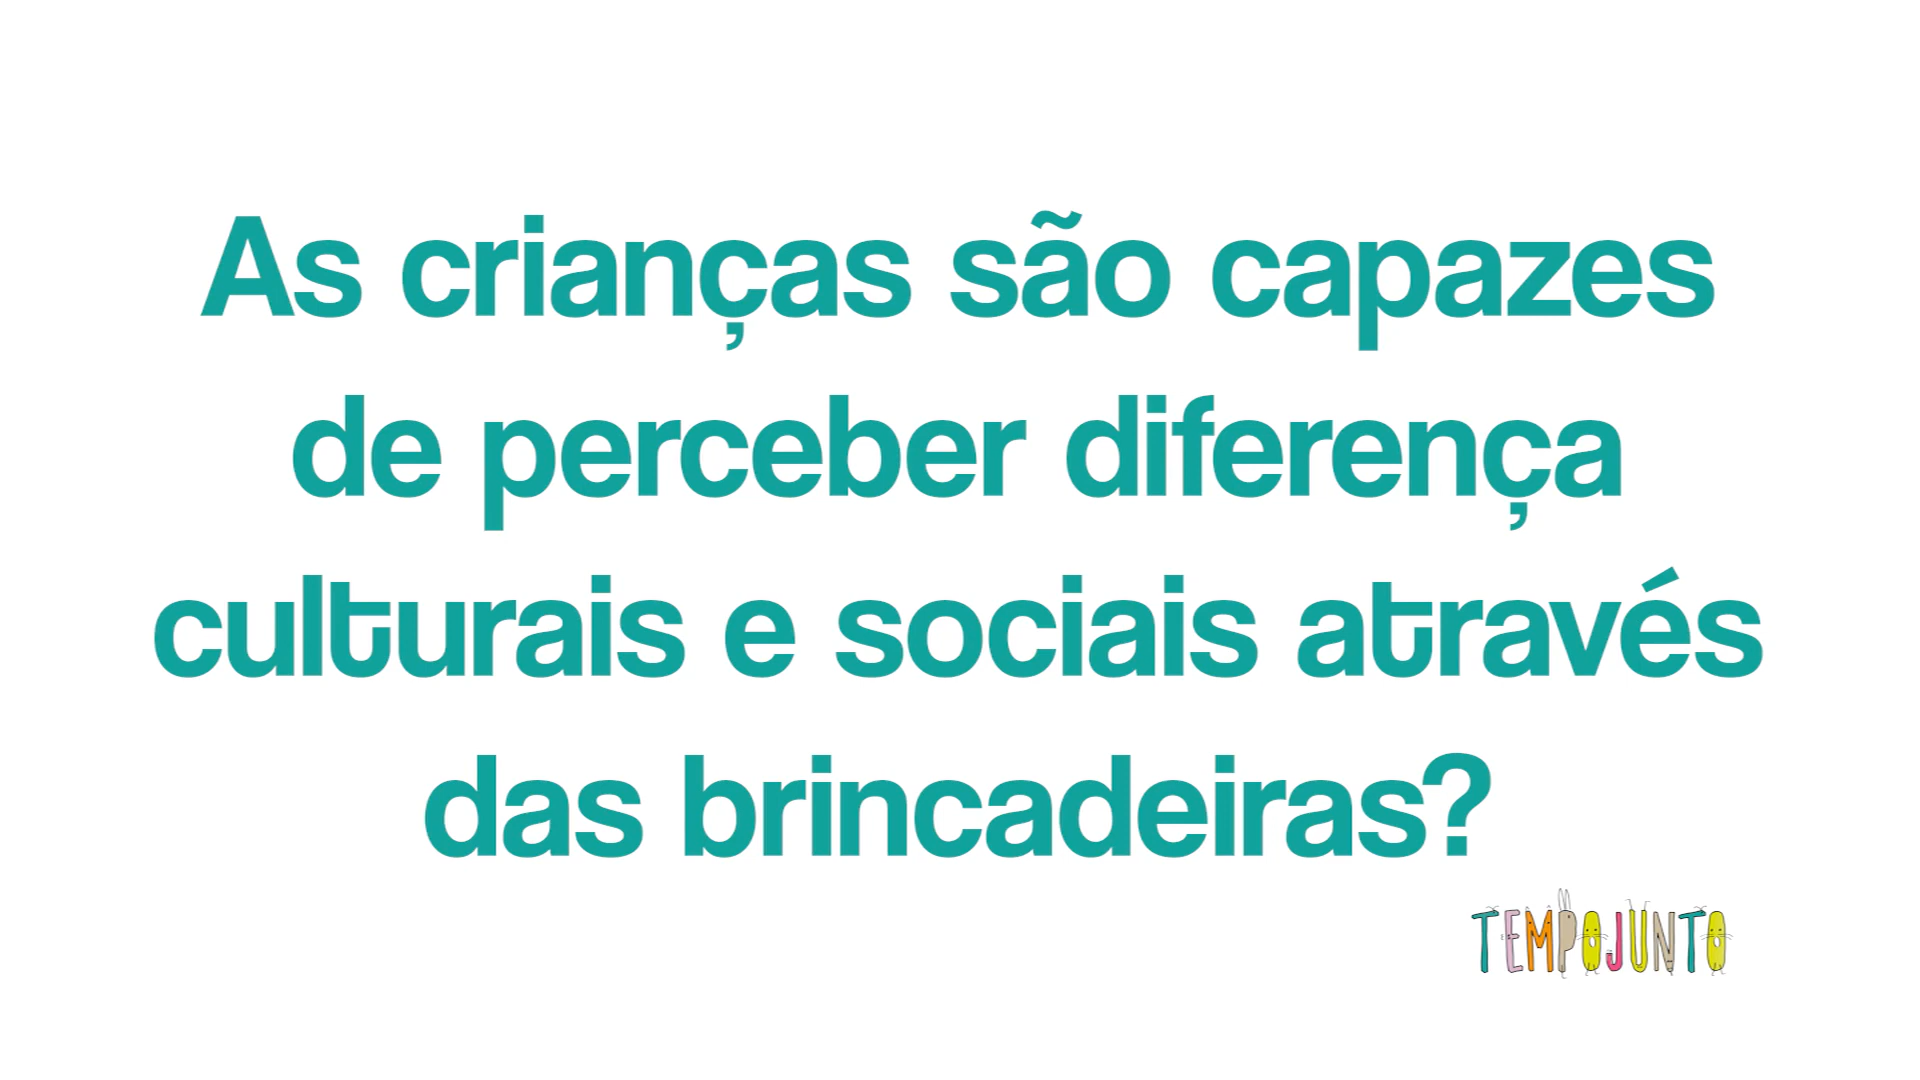 As crianças são capazes
de perceber diferença
culturais e sociais através
das brincadeiras?
TEMPOJUNTO